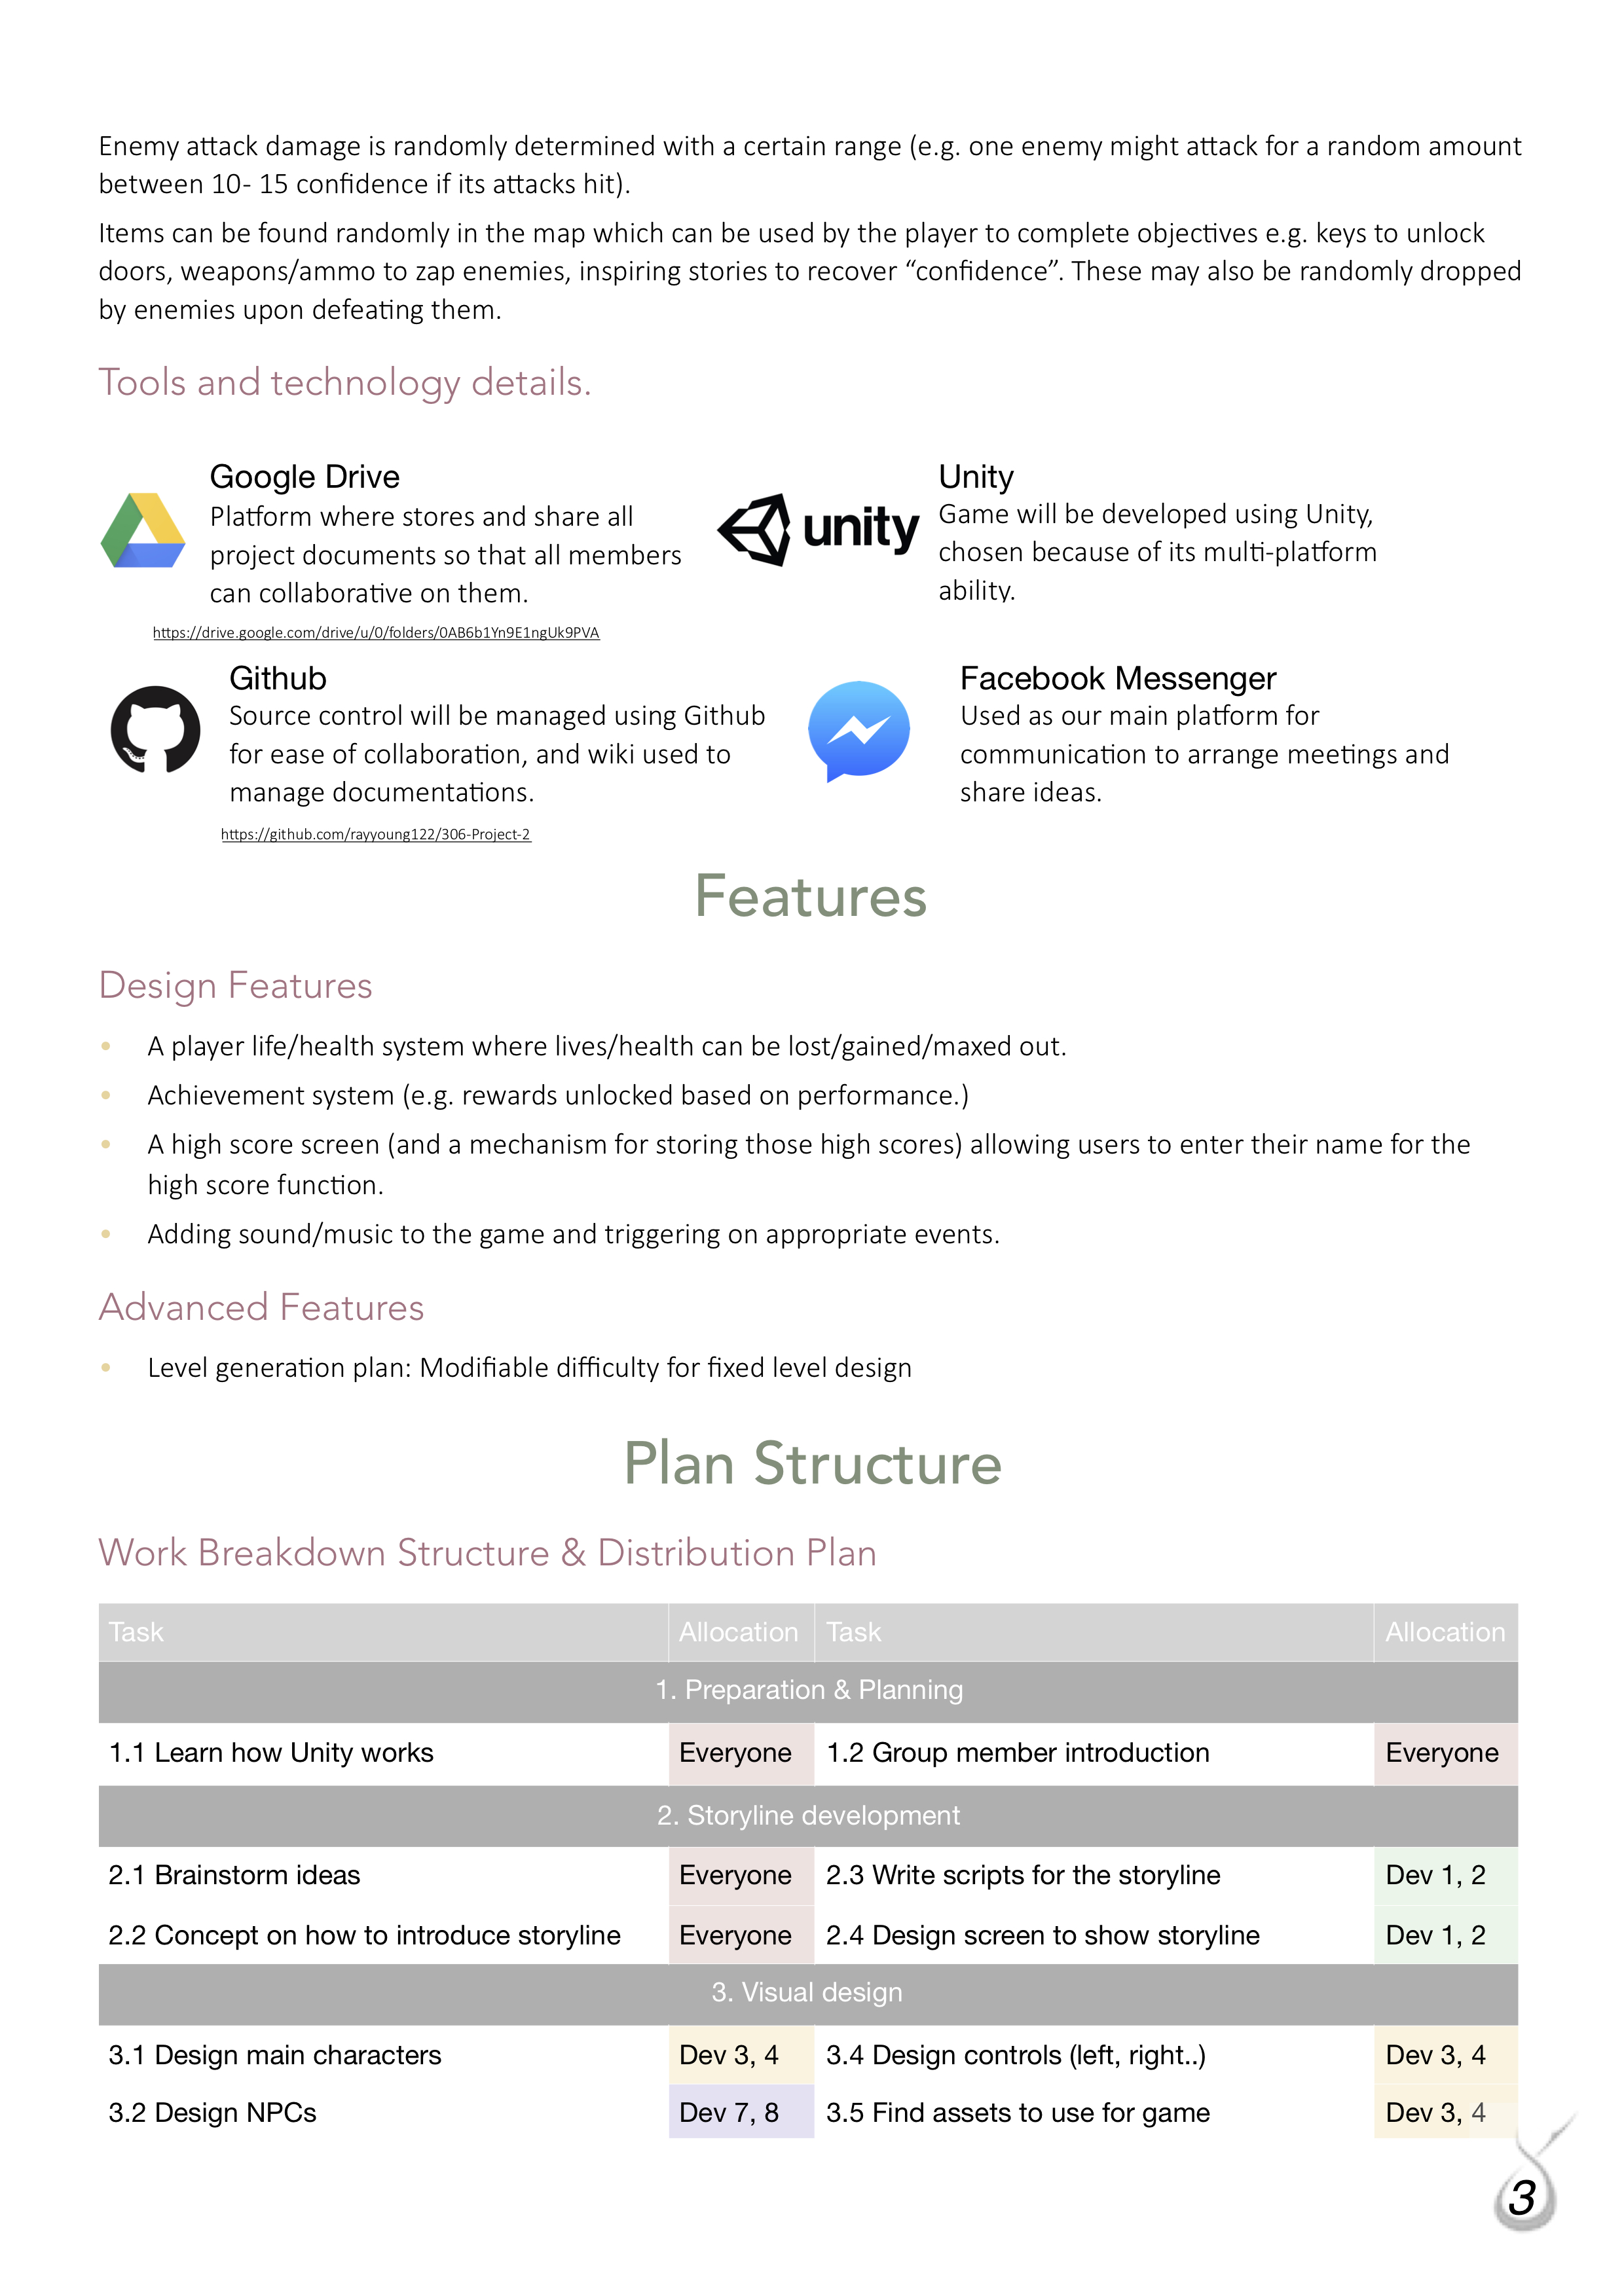 Enemy attack damage is randomly determined with a certain range (e.g. one enemy might attack for a random amount
between 10- 15 confidence if its attacks hit).
Items can be found randomly in the map which can be used by the player to complete objectives e.g. keys to unlock
doors, weapons/ammo to zap enemies, inspiring stories to recover “confidence”. These may also be randomly dropped
by enemies upon defeating them.
Tools and technology details.
Google Drive
Platform where stores and share all
project documents so that all members
can collaborative on them.
https://drive.google.com/drive/u/0/folders/0AB6b1Yn9E1ngUk9PVA
unity
Unity
Game will be developed using Unity,
chosen because of its multi-platform
ability.
Github
Source control will be managed using Github
for ease of collaboration, and wiki used to
manage documentations.
https://github.com/rayyoung122/306-Project-2
Facebook Messenger
Used as our main platform for
communication to arrange meetings and
share ideas.
Features
Design Features
• A player life/health system where lives/health can be lost/gained/maxed out.
• Achievement system (e.g. rewards unlocked based on performance.)
• A high score screen (and a mechanism for storing those high scores) allowing users to enter their name for the
high score function.
• Adding sound/music to the game and triggering on appropriate events.
Advanced Features
• Level generation plan: Modifiable difficulty for fixed level design
Plan Structure
Work Breakdown Structure & Distribution Plan
Task Allocation Task Allocation
1. Preparation & Planning
1.1 Learn how Unity works Everyone 1.2 Group member introduction Everyone
2. Storyline development
2.1 Brainstorm ideas Everyone 2.3 Write scripts for the storyline Dev 1, 2
2.2 Concept on how to introduce storyline Everyone 2.4 Design screen to show storyline Dev 1, 2
3. Visual design
3.1 Design main characters Dev 3, 4 3.4 Design controls (left, right..) Dev 3, 4
3.2 Design NPCs Dev 7, 8 3.5 Find assets to use for game Dev 3, 4
3